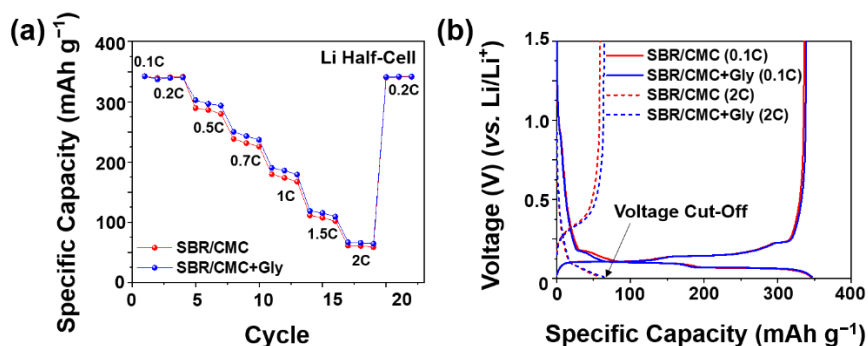 (a)
Specific Capacity (mAh g⁻¹)
400
350
300
250
200
150
100
50
0
0
5
10
15
20
Cycle
Li Half-Cell
0.1C
0.2C
0.5C
0.7C
1C
1.5C
2C
0.2C
SBR/CMC
SBR/CMC+Gly
(b)
Voltage (V) (vs. Li/Li⁺)
1.5
1.0
0.5
0.0
0
100
200
300
400
Specific Capacity (mAh g⁻¹)
SBR/CMC (0.1C)
SBR/CMC+Gly (0.1C)
SBR/CMC (2C)
SBR/CMC+Gly (2C)
Voltage Cut-Off